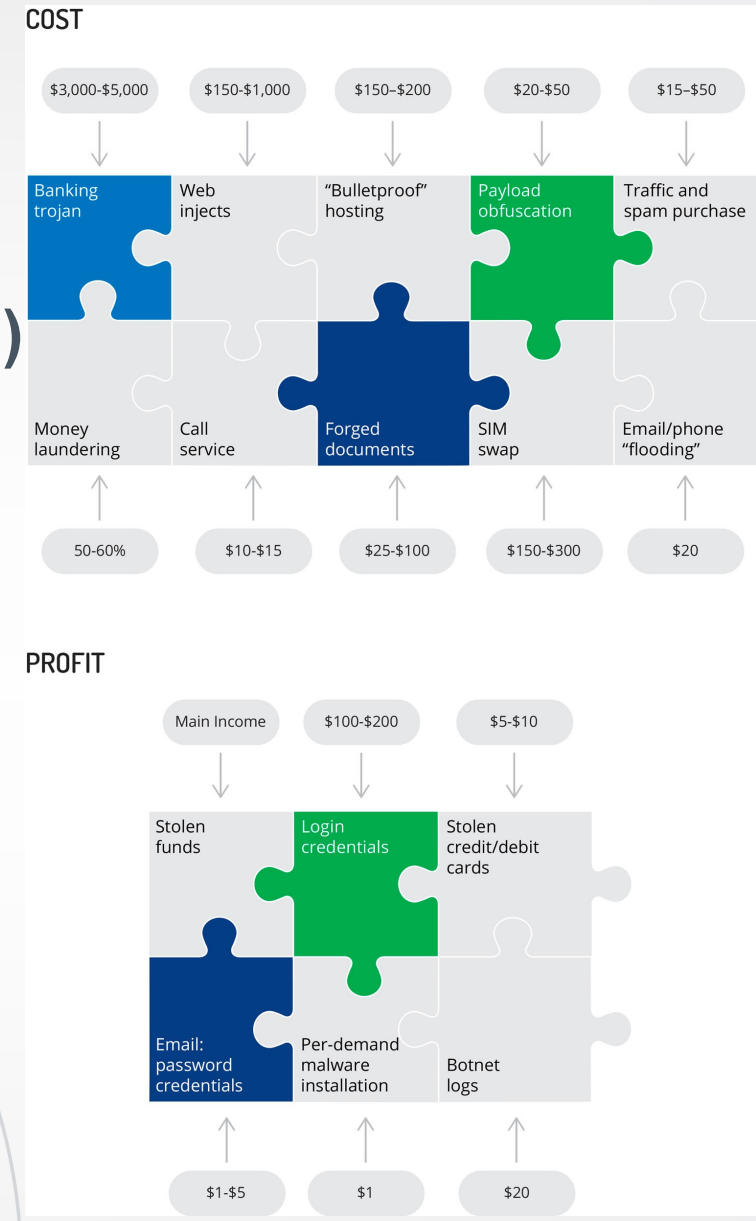 COST
$3,000-$5,000
$150-$1,000
$150–$200
$20-$50
$15–$50
Banking
trojan
Web
injects
“Bulletproof”
hosting
Payload
obfuscation
Traffic and
spam purchase
)
Money
laundering
Call
service
Forged
documents
SIM
swap
Email/phone
“flooding”
50-60%
$10-$15
$25-$100
$150-$300
$20
PROFIT
Main Income
$100-$200
$5-$10
Stolen
funds
Login
credentials
Stolen
credit/debit
cards
Email:
password
credentials
Per-demand
malware
installation
Botnet
logs
$1-$5
$1
$20